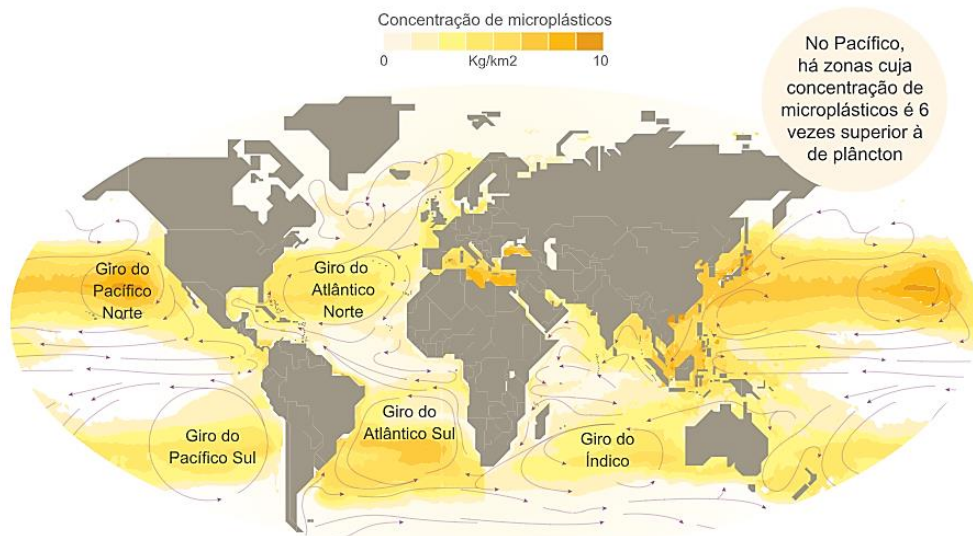 Concentração de microplásticos
0 Kg/km2 10
No Pacífico,
há zonas cuja
concentração de
microplásticos é 6
vezes superior à
de plâncton
Giro do
Pacífico
Norte
Giro do
Atlântico
Norte
Giro do
Pacífico Sul
Giro do
Atlântico Sul
Giro do
Índico